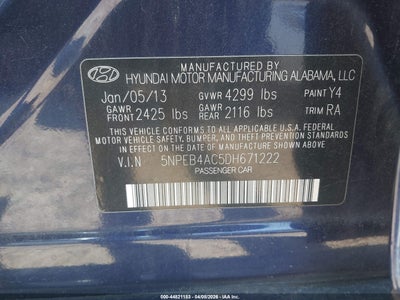 HYUNDAI MOTOR MANUFACTURING ALABAMA, LLC
Jan/05/13 GVWR 4299 lbs PAINT Y4
GAWR FRONT 2425 lbs GAWR REAR 2116 lbs TRIM RA
THIS VEHICLE CONFORMS TO ALL APPLICABLE U.S.A. FEDERAL
MOTOR VEHICLE SAFETY, BUMPER, AND THEFT PREVENTION
STANDARDS IN EFFECT ON THE DATE OF MANUFACTURE SHOWN ABOVE.
V.I.N 5NPEB4AC5DH671222
PASSENGER CAR
000-44821153 - 04/09/2026 - IAA, Inc.